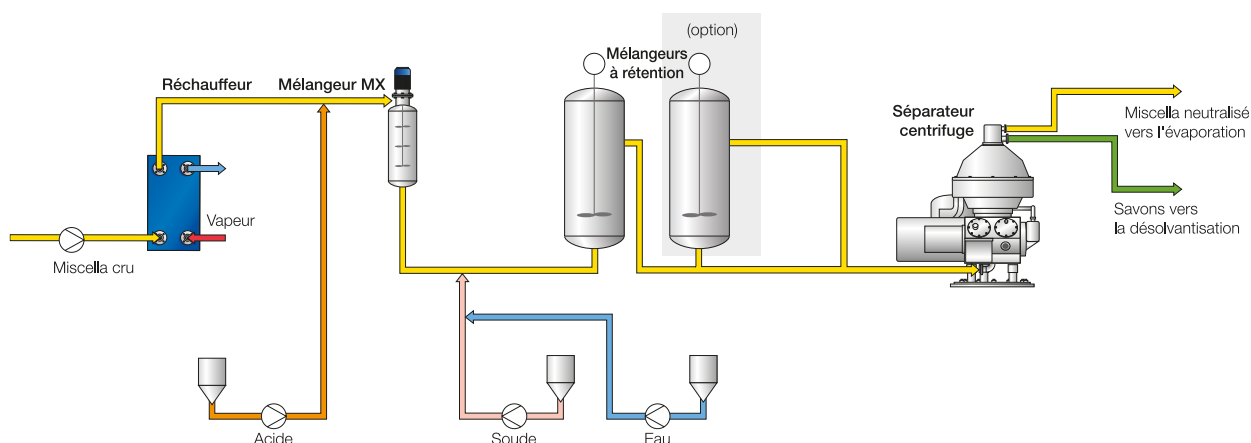 (option)
Réchauffeur
Mélangeur MX
Mélangeurs
à rétention
Séparateur
centrifuge
Miscella neutralisé
vers l'évaporation
Savons vers
la désolvantisation
Vapeur
Miscella cru
Acide
Soude
Eau